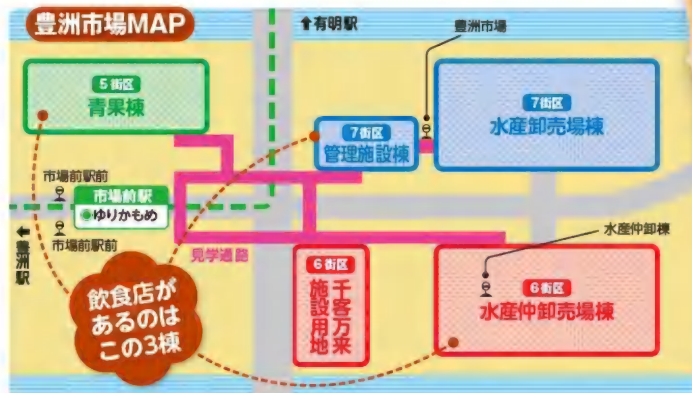 豊洲市場MAP
↑有明駅
豊洲市場
5街区
青果棟
7街区
管理施設棟
7街区
水産卸売場棟
市場前駅前
市場前駅
ゆりかもめ
市場前駅前
←豊洲駅
見学通路
飲食店が
あるのは
この3棟
6街区
千客万来
施設用地
水産仲卸棟
6街区
水産仲卸売場棟